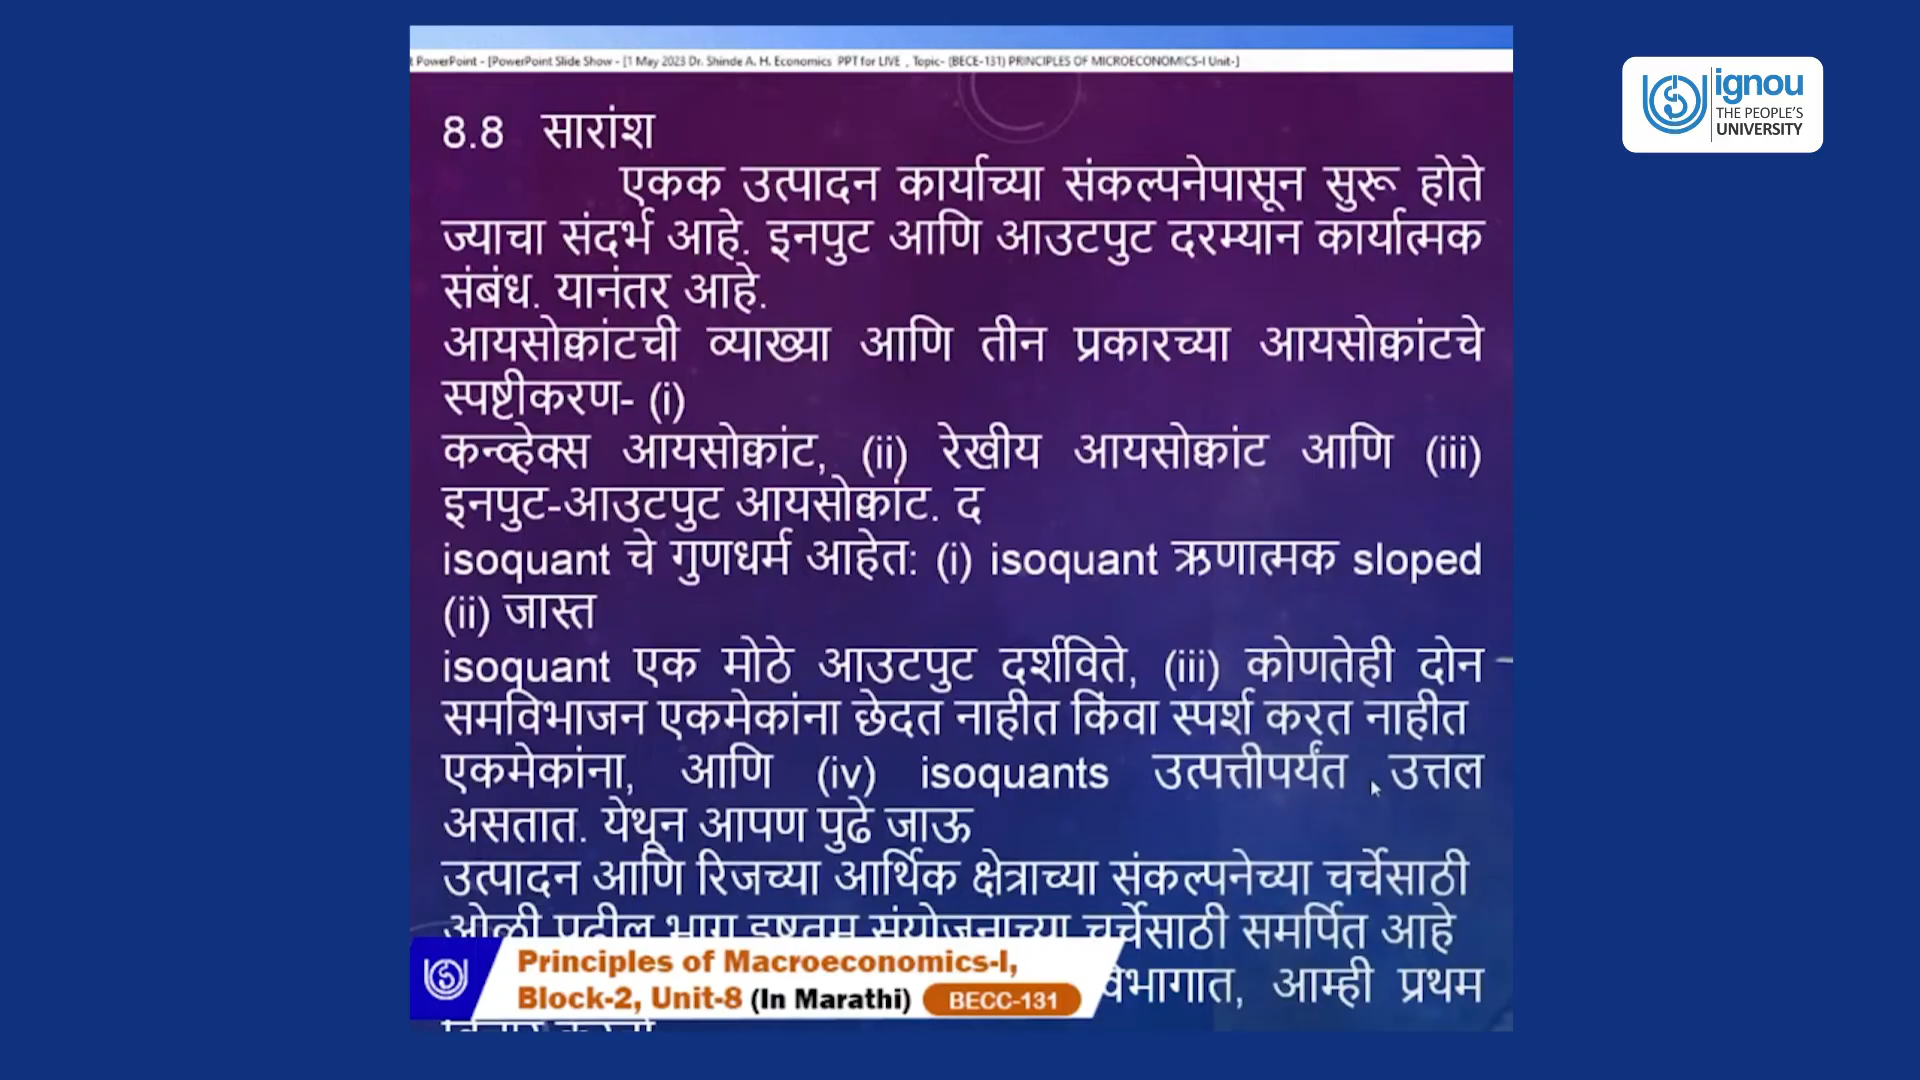 t PowerPoint - [PowerPoint Slide Show - [1 May 2023 Dr. Shinde A. H. Economics PPT for LIVE , Topic- (BECE-131) PRINCIPLES OF MICROECONOMICS-I Unit-]
ignou
THE PEOPLE'S
UNIVERSITY
8.8 सारांश
एकक उत्पादन कार्याच्या संकल्पनेपासून सुरू होते
ज्याचा संदर्भ आहे. इनपुट आणि आउटपुट दरम्यान कार्यात्मक
संबंध. यानंतर आहे.
आयसोक्वांटची व्याख्या आणि तीन प्रकारच्या आयसोक्वांटचे
स्पष्टीकरण- (i)
कन्व्हेक्स आयसोक्वांट, (ii) रेखीय आयसोक्वांट आणि (iii)
इनपुट-आउटपुट आयसोक्वांट. द
isoquant चे गुणधर्म आहेत: (i) isoquant ऋणात्मक sloped
(ii) जास्त
isoquant एक मोठे आउटपुट दर्शविते, (iii) कोणतेही दोन
समविभाजन एकमेकांना छेदत नाहीत किंवा स्पर्श करत नाहीत
एकमेकांना, आणि (iv) isoquants उत्पत्तीपर्यंत उत्तल
असतात. येथून आपण पुढे जाऊ
उत्पादन आणि रिजच्या आर्थिक क्षेत्राच्या संकल्पनेच्या चर्चेसाठी
ओळी पुढील भाग इष्टतम संयोजनाच्या चर्चेसाठी समर्पित आहे
आम्ही प्रथम
Principles of Macroeconomics-I,
Block-2, Unit-8 (In Marathi) BECC-131